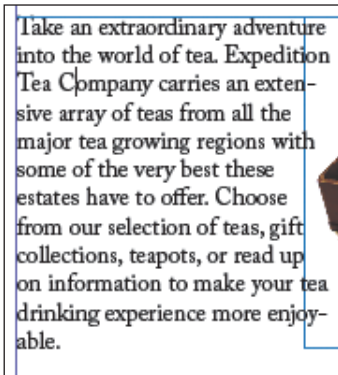 Take an extraordinary adventure
into the world of tea. Expedition
Tea Company carries an exten-
sive array of teas from all the
major tea growing regions with
some of the very best these
estates have to offer. Choose
from our selection of teas, gift
collections, teapots, or read up
on information to make your tea
drinking experience more enjoy-
able.